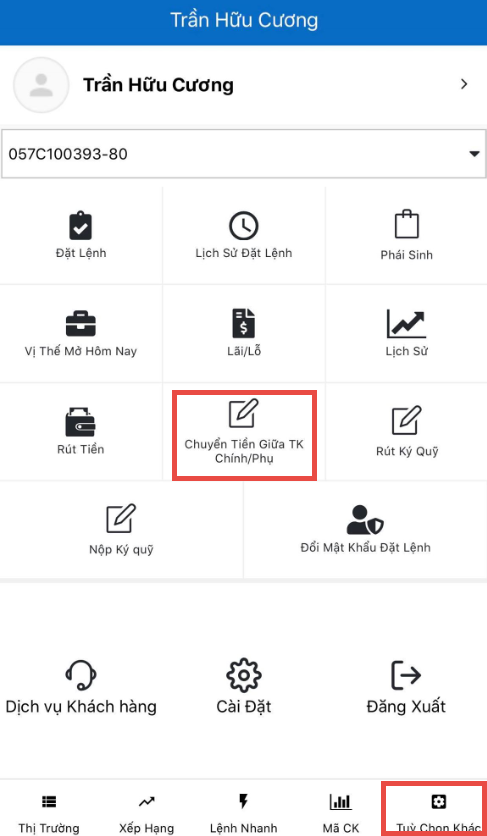 Trần Hữu Cương
Trần Hữu Cương
057C100393-80
Đặt Lệnh
Lịch Sử Đặt Lệnh
Phái Sinh
Vị Thế Mở Hôm Nay
Lãi/Lỗ
Lịch Sử
Rút Tiền
Chuyển Tiền Giữa TK
Chính/Phụ
Rút Ký Quỹ
Nộp Ký quỹ
Đổi Mật Khẩu Đặt Lệnh
Dịch vụ Khách hàng
Cài Đặt
Đăng Xuất
Thị Trường
Xếp Hạng
Lệnh Nhanh
Mã CK
Tuỳ Chọn Khác